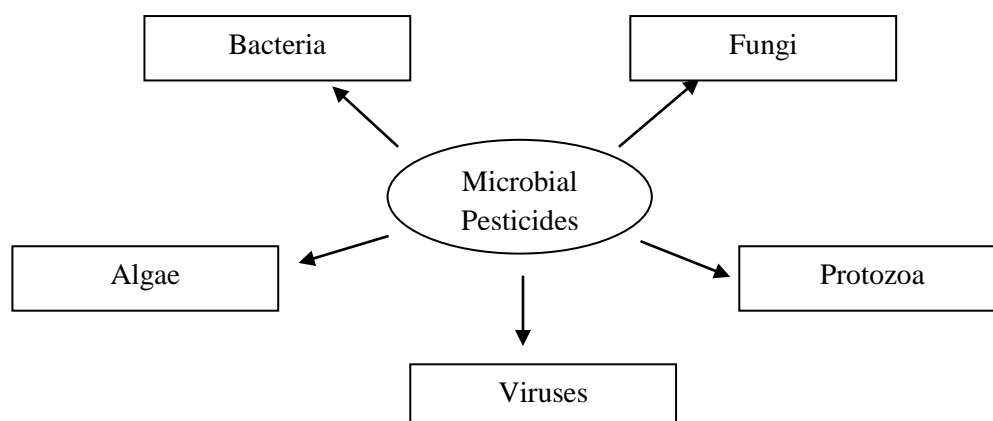 Bacteria
Fungi
Microbial
Pesticides
Algae
Protozoa
Viruses